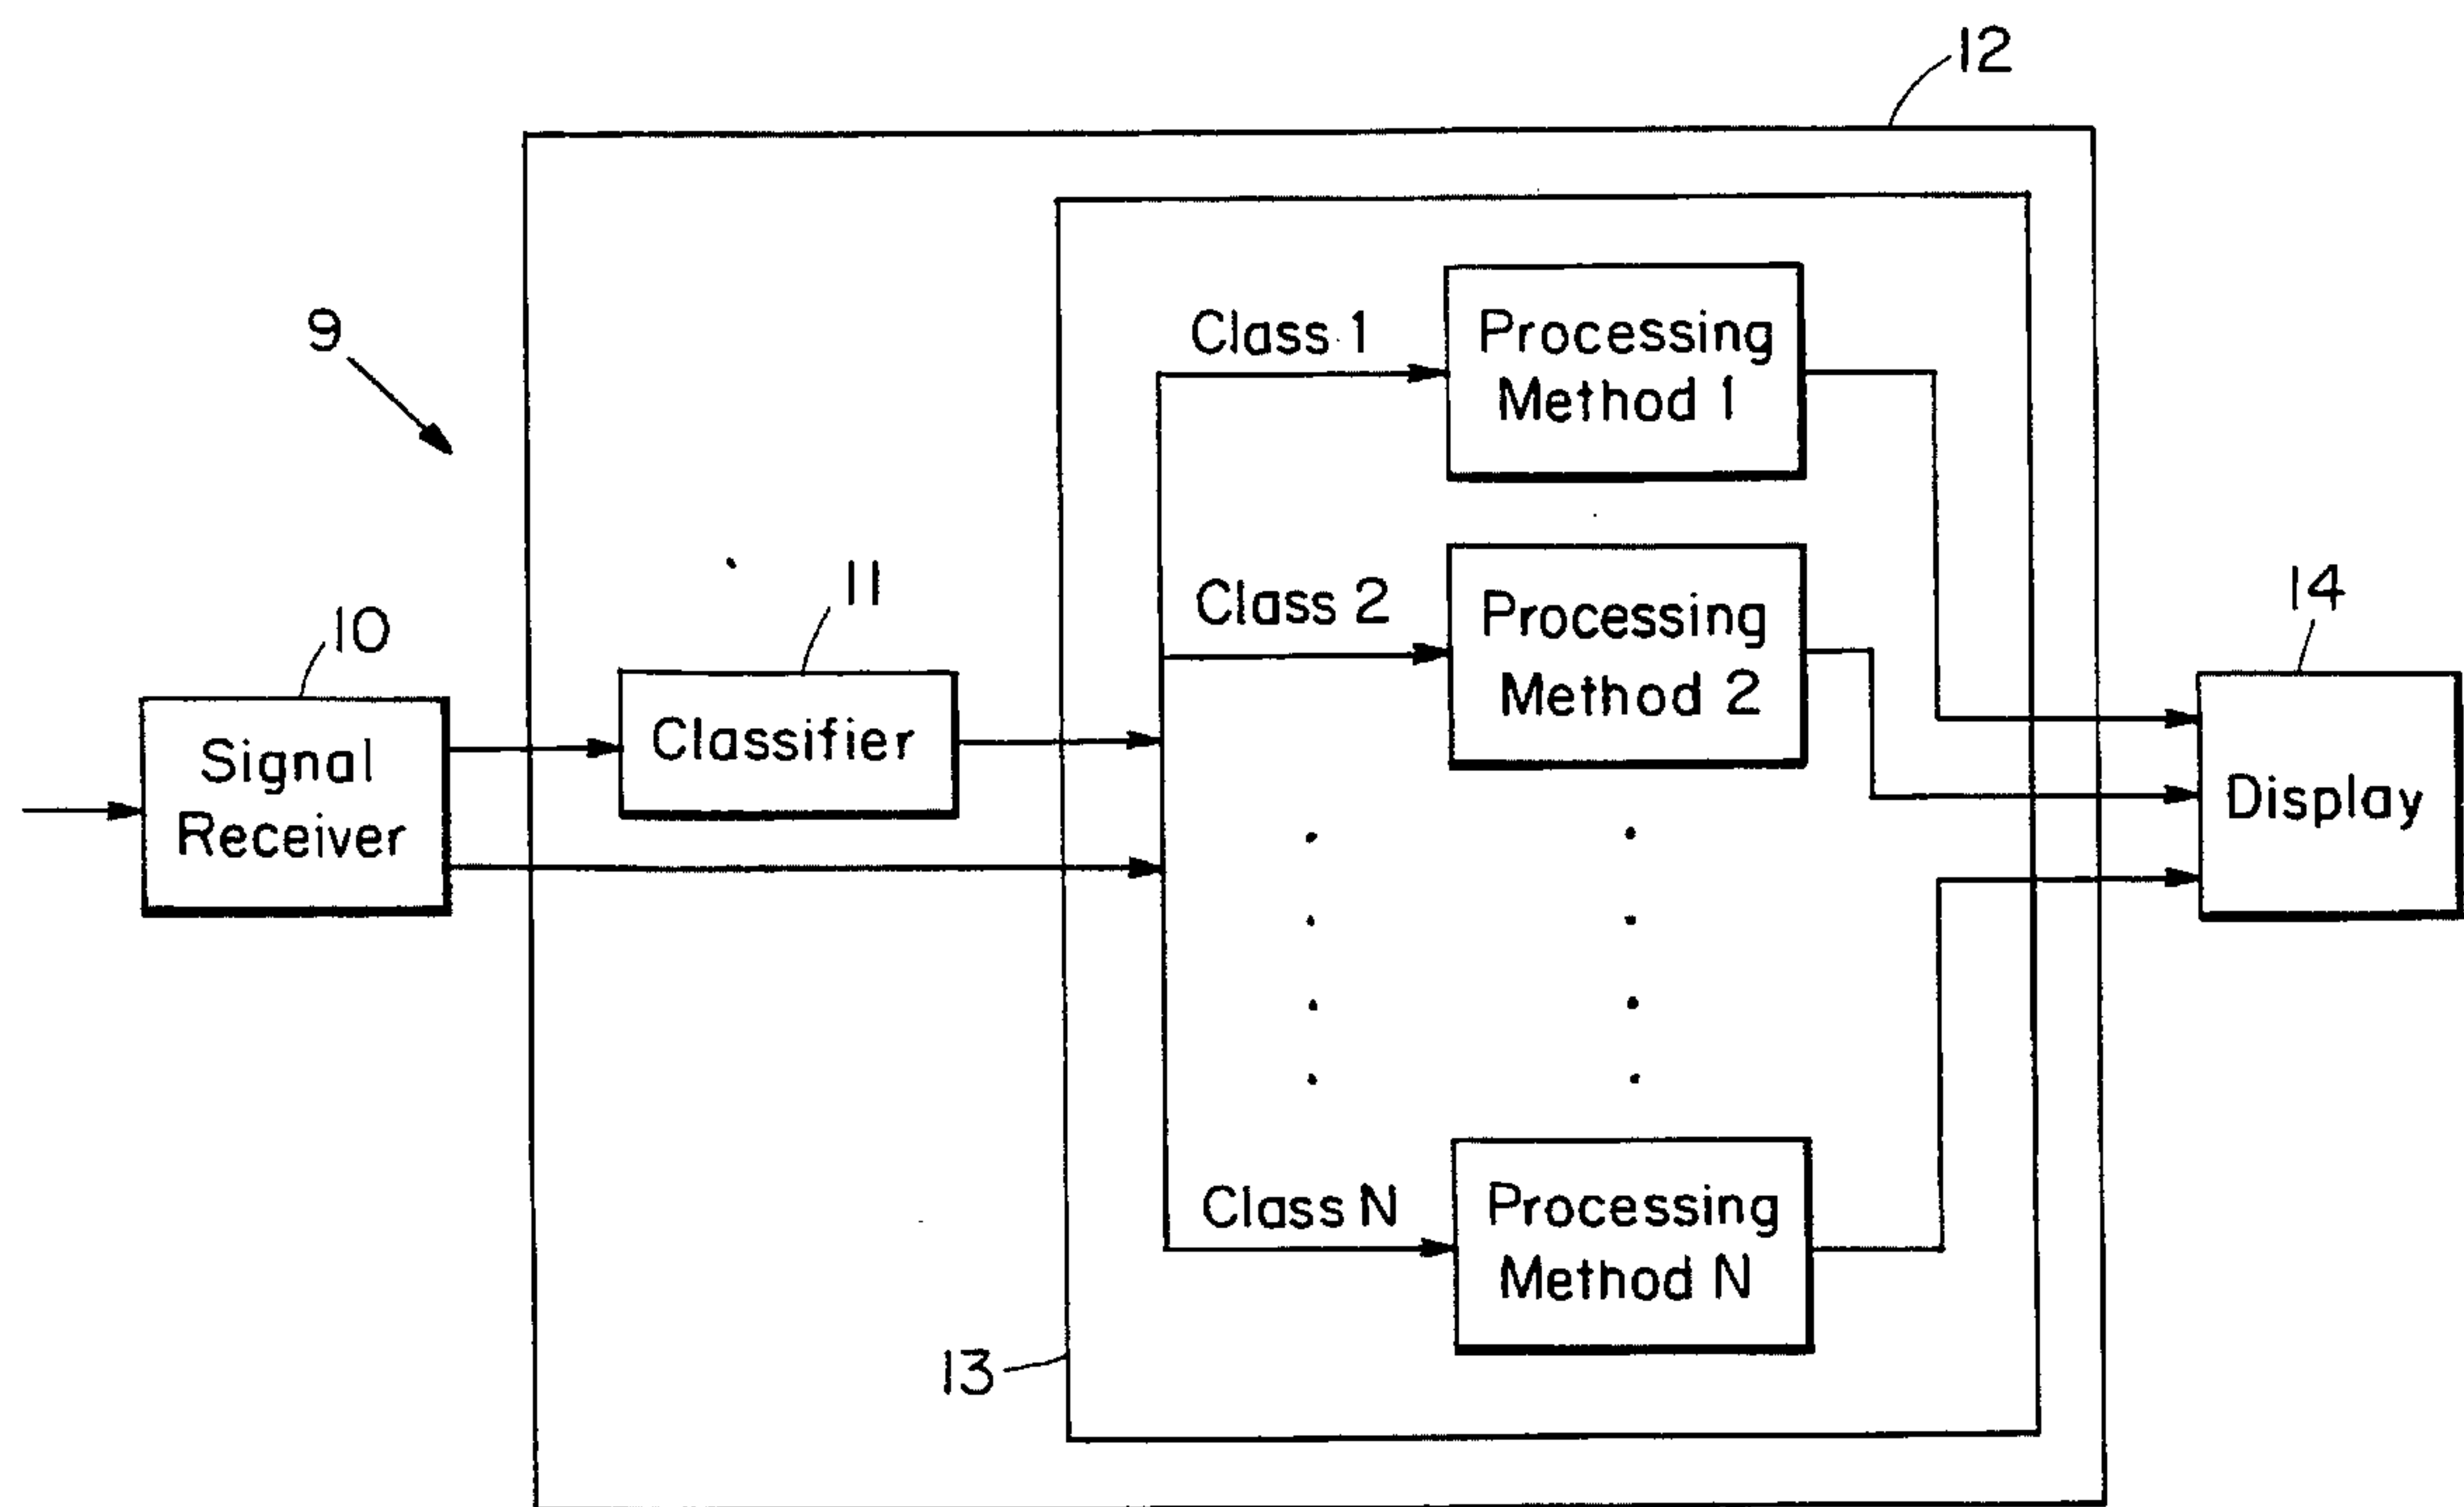 12
9
Class 1
Processing
Method 1
11
Class 2
Processing
Method 2
14
10
Signal
Receiver
Classifier
Display
Class N
Processing
Method N
13